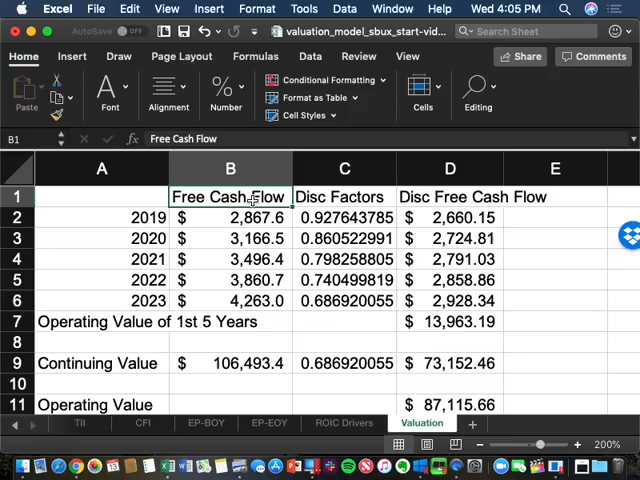 Excel File Edit View Insert Format Tools Data Window Help Wed 4:05 PM
AutoSave OFF valuation_model_sbux_start-vid... Search Sheet
Home Insert Page Layout Formulas Data Review View Share Comments
Paste Font Alignment Number Conditional Formatting Format as Table Cell Styles Cells Editing
B1 fx Free Cash Flow
A B C D E
1 Free Cash Flow Disc Factors Disc Free Cash Flow
2 2019 $ 2,867.6 0.927643785 $ 2,660.15
3 2020 $ 3,166.5 0.860522991 $ 2,724.81
4 2021 $ 3,496.4 0.798258805 $ 2,791.03
5 2022 $ 3,860.7 0.740499819 $ 2,858.86
6 2023 $ 4,263.0 0.686920055 $ 2,928.34
7 Operating Value of 1st 5 Years $ 13,963.19
8
9 Continuing Value $ 106,493.4 0.686920055 $ 73,152.46
10
11 Operating Value $ 87,115.66
TII CFI EP-BOY EP-EOY ROIC Drivers Valuation +
200%